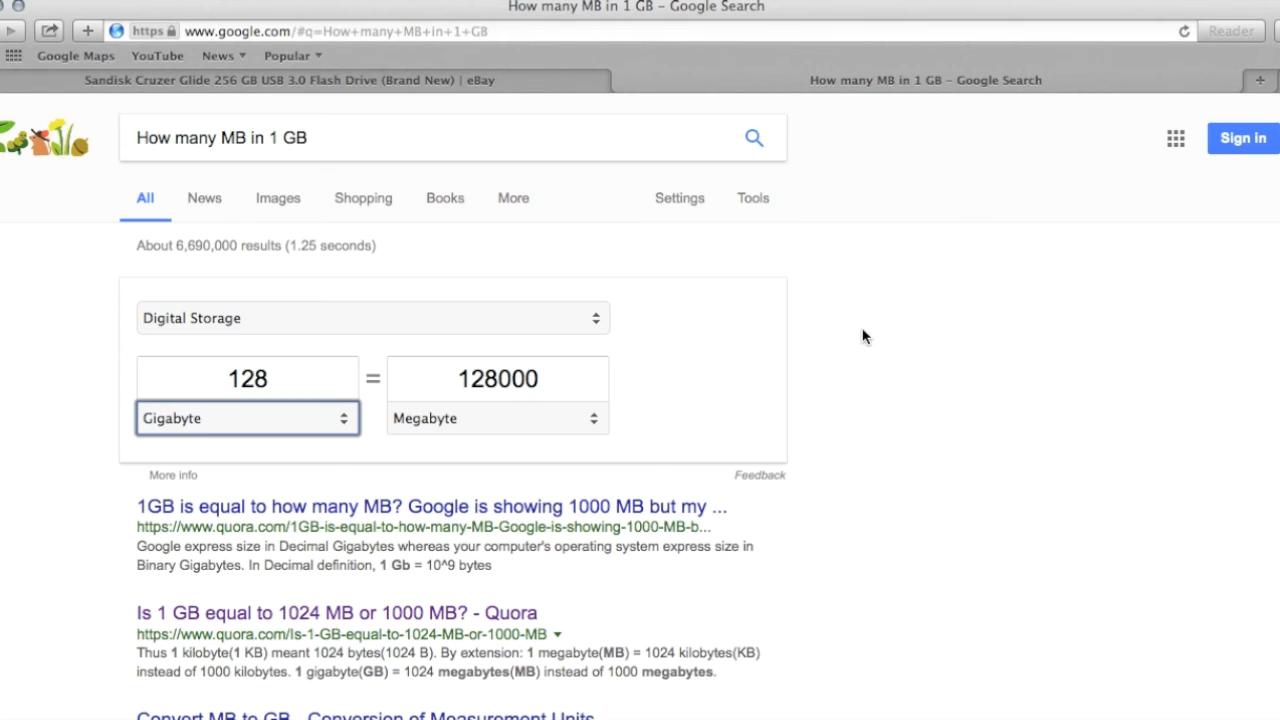 How many MB in 1 GB – Google Search
https www.google.com/#q=How+many+MB+in+1+GB Reader
Google Maps YouTube News Popular
Sandisk Cruzer Glide 256 GB USB 3.0 Flash Drive (Brand New) | eBay How many MB in 1 GB – Google Search
How many MB in 1 GB
Sign in
All News Images Shopping Books More Settings Tools
About 6,690,000 results (1.25 seconds)
Digital Storage
128 = 128000
Gigabyte Megabyte
More info Feedback
1GB is equal to how many MB? Google is showing 1000 MB but my ...
https://www.quora.com/1GB-is-equal-to-how-many-MB-Google-is-showing-1000-MB-b...
Google express size in Decimal Gigabytes whereas your computer's operating system express size in
Binary Gigabytes. In Decimal definition, 1 Gb = 10^9 bytes
Is 1 GB equal to 1024 MB or 1000 MB? - Quora
https://www.quora.com/Is-1-GB-equal-to-1024-MB-or-1000-MB
Thus 1 kilobyte(1 KB) meant 1024 bytes(1024 B). By extension: 1 megabyte(MB) = 1024 kilobytes(KB)
instead of 1000 kilobytes. 1 gigabyte(GB) = 1024 megabytes(MB) instead of 1000 megabytes.
Convert MB to GB - Conversion of Measurement Units